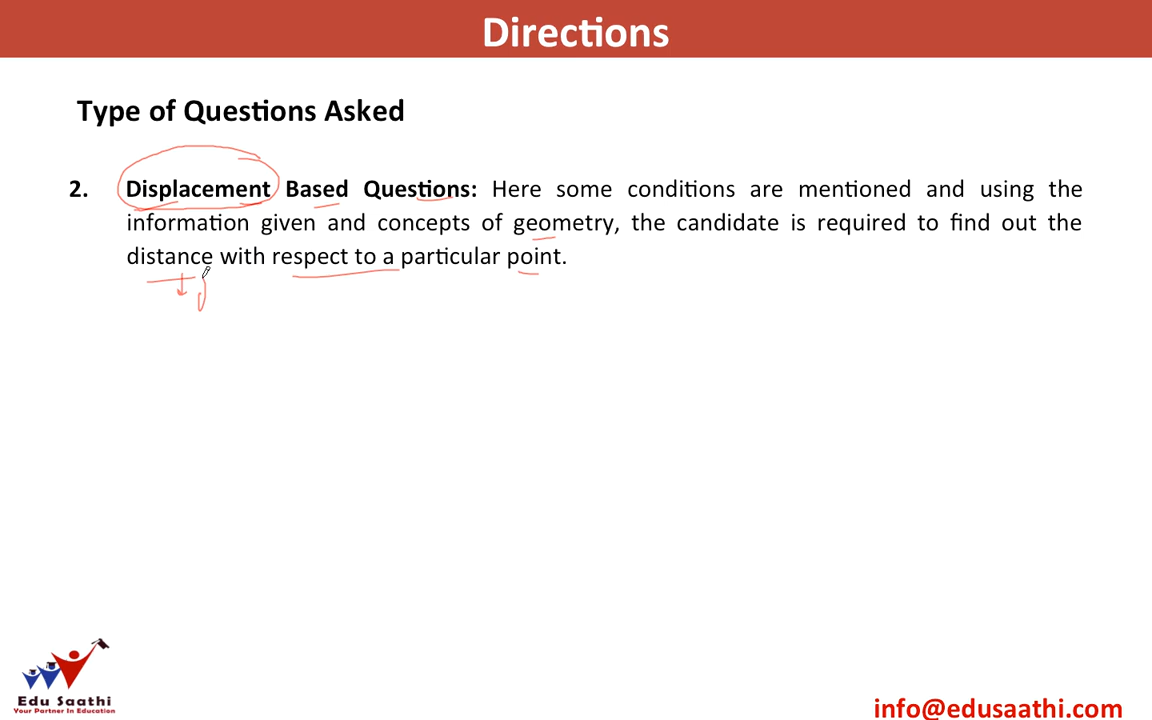 Directions
Type of Questions Asked
2. Displacement Based Questions: Here some conditions are mentioned and using the
information given and concepts of geometry, the candidate is required to find out the
distance with respect to a particular point.
Edu Saathi
Your Partner In Education
info@edusaathi.com